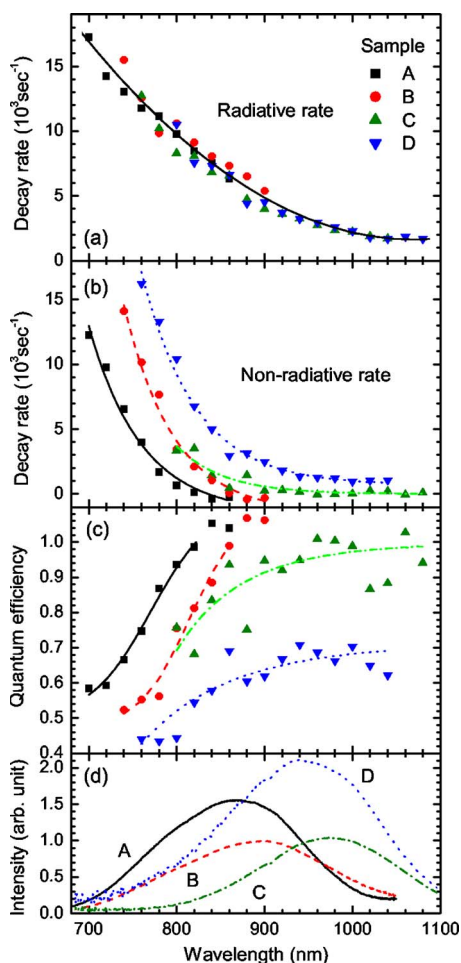 Sample
A
B
C
D
Radiative rate
Decay rate (10³sec⁻¹)
15
10
5
0
(a)
(b)
Non-radiative rate
Decay rate (10³sec⁻¹)
15
10
5
0
(c)
Quantum efficiency
1.0
0.9
0.8
0.7
0.6
0.5
0.4
(d)
Intensity (arb. unit)
2.0
1.5
1.0
0.5
0.0
A
B
C
D
700 800 900 1000 1100
Wavelength (nm)